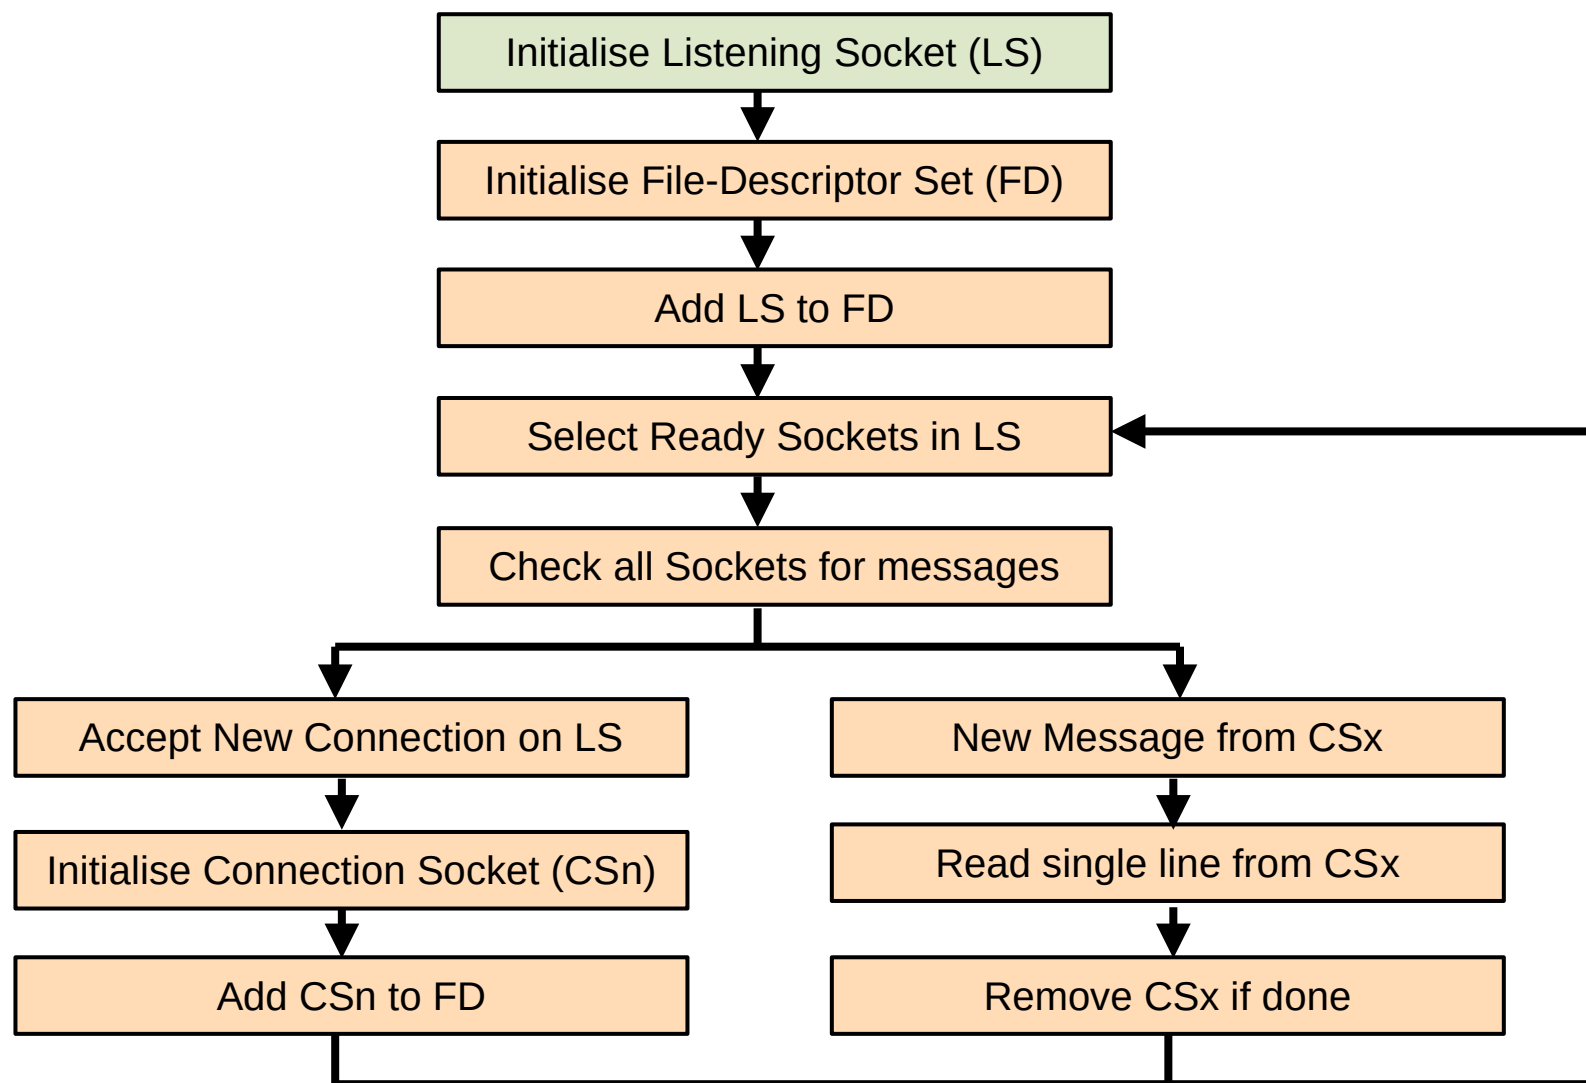 Initialise Listening Socket (LS)
Initialise File-Descriptor Set (FD)
Add LS to FD
Select Ready Sockets in LS
Check all Sockets for messages
Accept New Connection on LS
Initialise Connection Socket (CSn)
Add CSn to FD
New Message from CSx
Read single line from CSx
Remove CSx if done